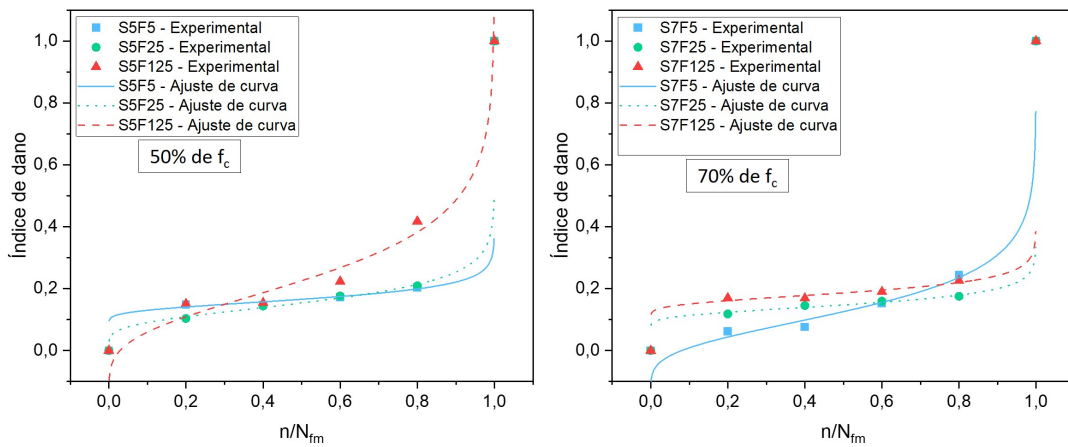 S5F5 - Experimental
S5F25 - Experimental
S5F125 - Experimental
S5F5 - Ajuste de curva
S5F25 - Ajuste de curva
S5F125 - Ajuste de curva
50% de fc
Índice de dano
1,0
0,8
0,6
0,4
0,2
0,0
0,0 0,2 0,4 0,6 0,8 1,0
n/Nfm
S7F5 - Experimental
S7F25 - Experimental
S7F125 - Experimental
S7F5 - Ajuste de curva
S7F25 - Ajuste de curva
S7F125 - Ajuste de curva
70% de fc
Índice de dano
1,0
0,8
0,6
0,4
0,2
0,0
0,0 0,2 0,4 0,6 0,8 1,0
n/Nfm